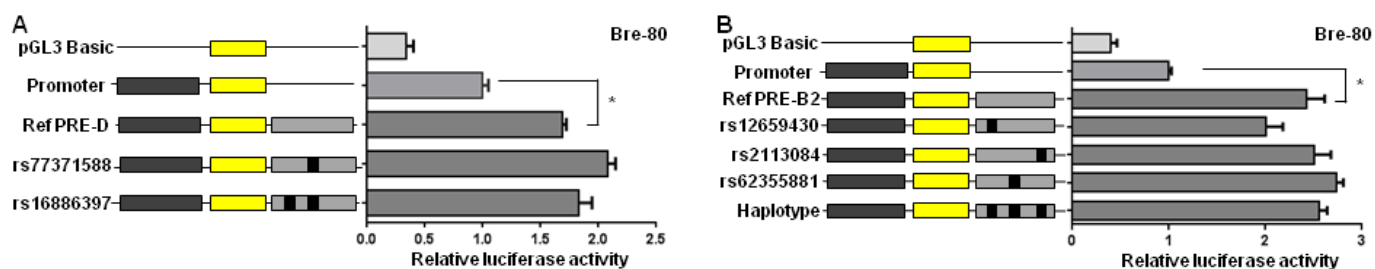 A
Bre-80
pGL3 Basic
Promoter
Ref PRE-D
rs77371588
rs16886397
*
0.0 0.5 1.0 1.5 2.0 2.5
Relative luciferase activity
B
Bre-80
pGL3 Basic
Promoter
Ref PRE-B2
rs12659430
rs2113084
rs62355881
Haplotype
*
0 1 2 3
Relative luciferase activity